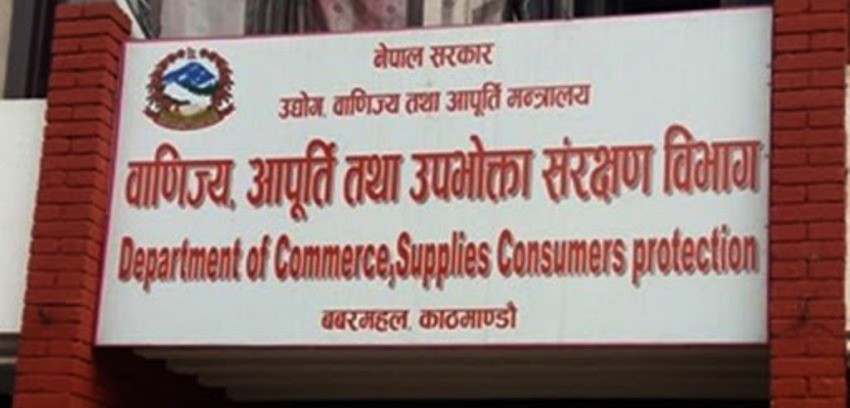 नेपाल सरकार
उद्योग, वाणिज्य तथा आपूर्ति मन्त्रालय
वाणिज्य, आपूर्ति तथा उपभोक्ता संरक्षण विभाग
Department of Commerce,Supplies Consumers protection
बबरमहल, काठमाण्डौ